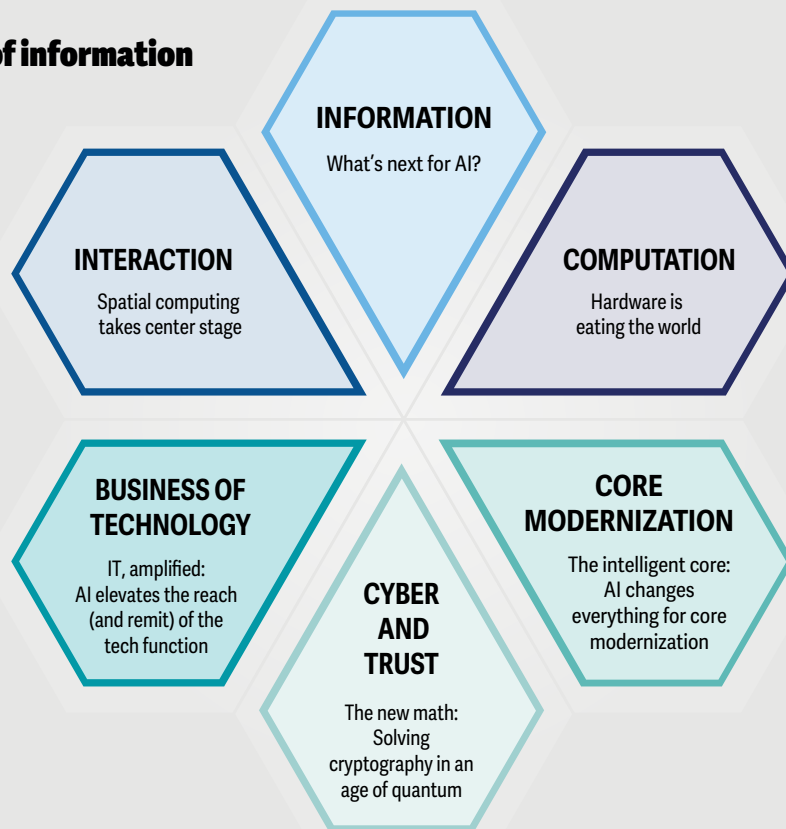 of information
INFORMATION
What's next for AI?
INTERACTION
Spatial computing
takes center stage
COMPUTATION
Hardware is
eating the world
BUSINESS OF
TECHNOLOGY
IT, amplified:
AI elevates the reach
(and remit) of the
tech function
CYBER
AND
TRUST
The new math:
Solving
cryptography in an
age of quantum
CORE
MODERNIZATION
The intelligent core:
AI changes
everything for core
modernization